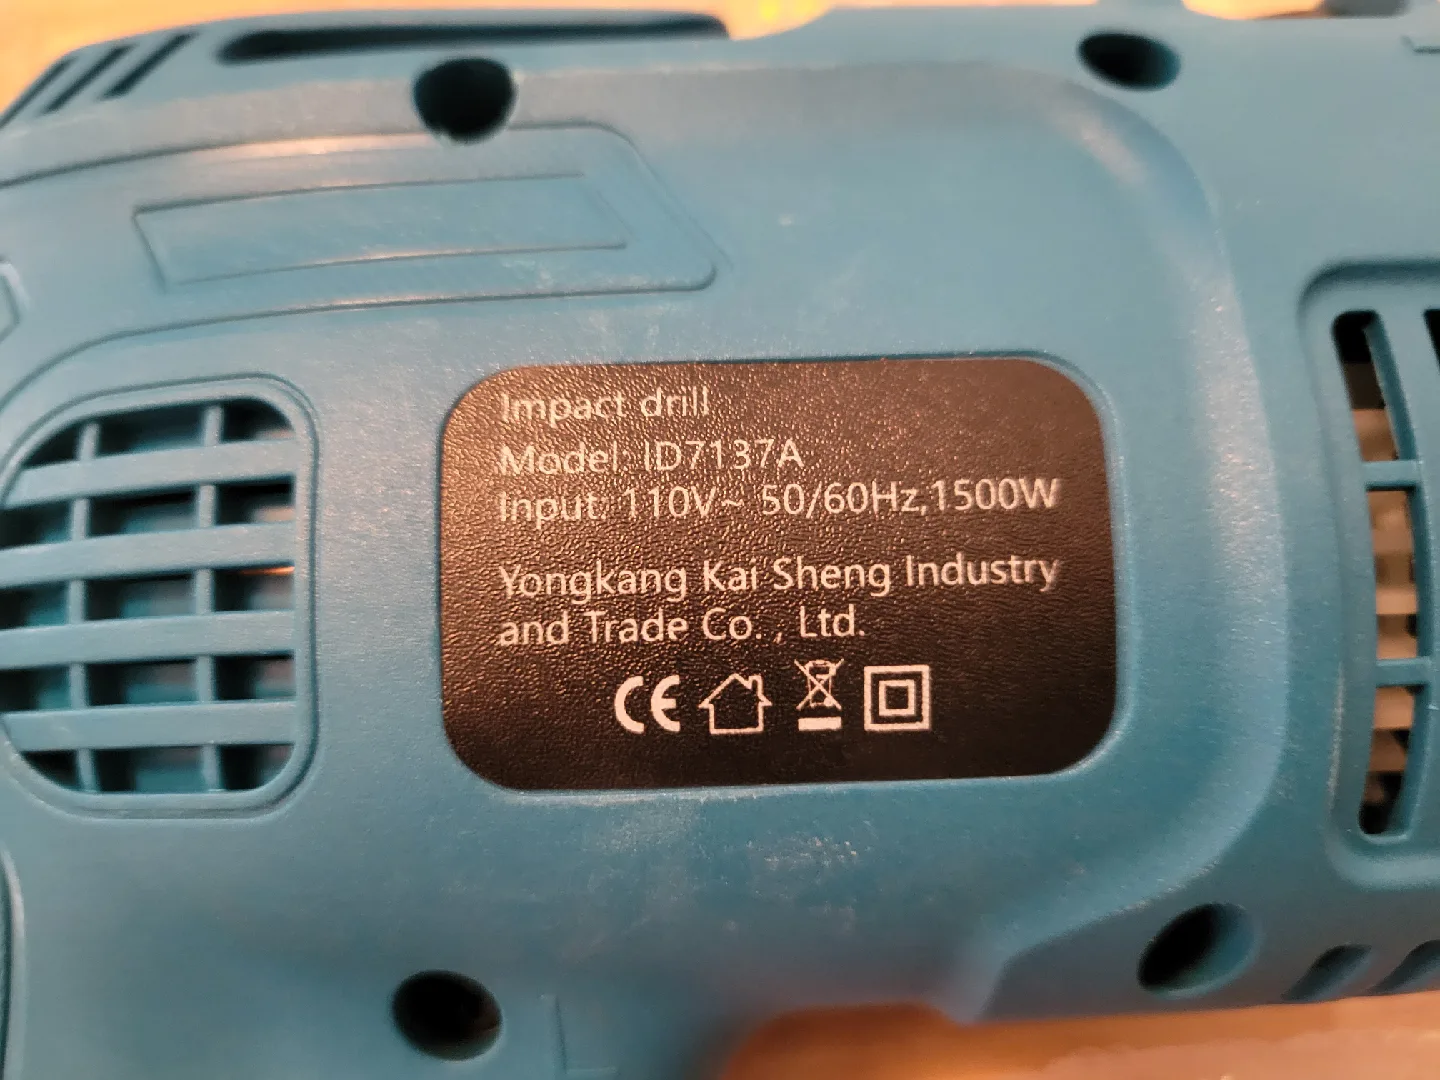 Impact drill
Model: ID7137A
Input: 110V~ 50/60Hz,1500W
Yongkang Kai Sheng Industry
and Trade Co. , Ltd.
CE